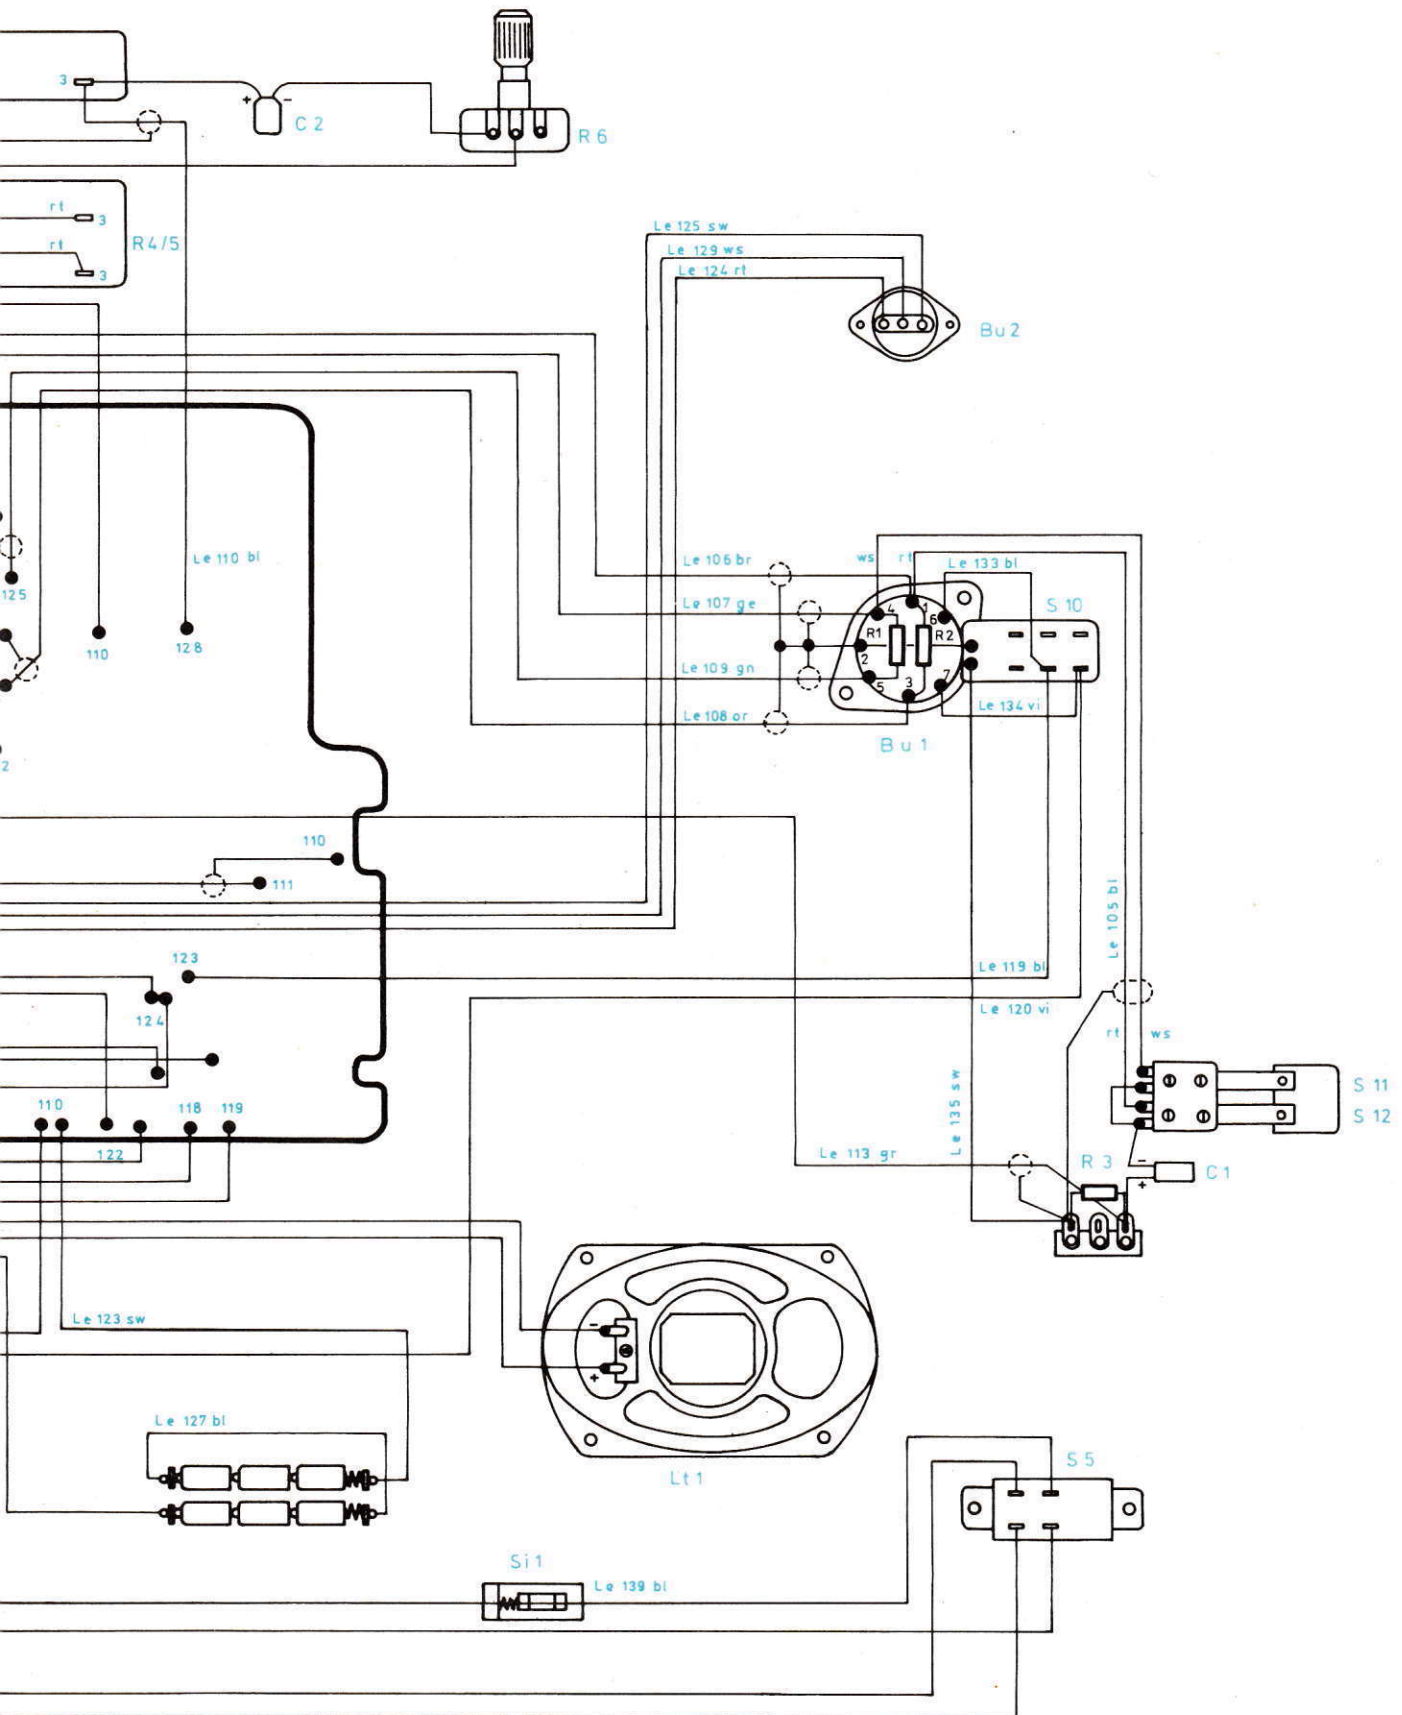 3
+ -
C 2
R 6
rt
3
rt
3
R4/5
Le 125 sw
Le 129 ws
Le 124 rt
Bu 2
Le 110 bl
125
110
128
2
Le 106 br
ws
rt
Le 133 bl
S 10
Le 107 ge
4
1
6
R1
R2
2
Le 109 gn
5
3
7
Le 108 or
Le 134 vi
Bu 1
110
111
Le 105 bl
123
Le 119 bl
124
Le 120 vi
rt
ws
110
118
119
S 11
S 12
Le 135 sw
122
Le 113 gr
R 3
-
+
C 1
Le 123 sw
-
+
Le 127 bl
Lt 1
S 5
Si 1
Le 139 bl